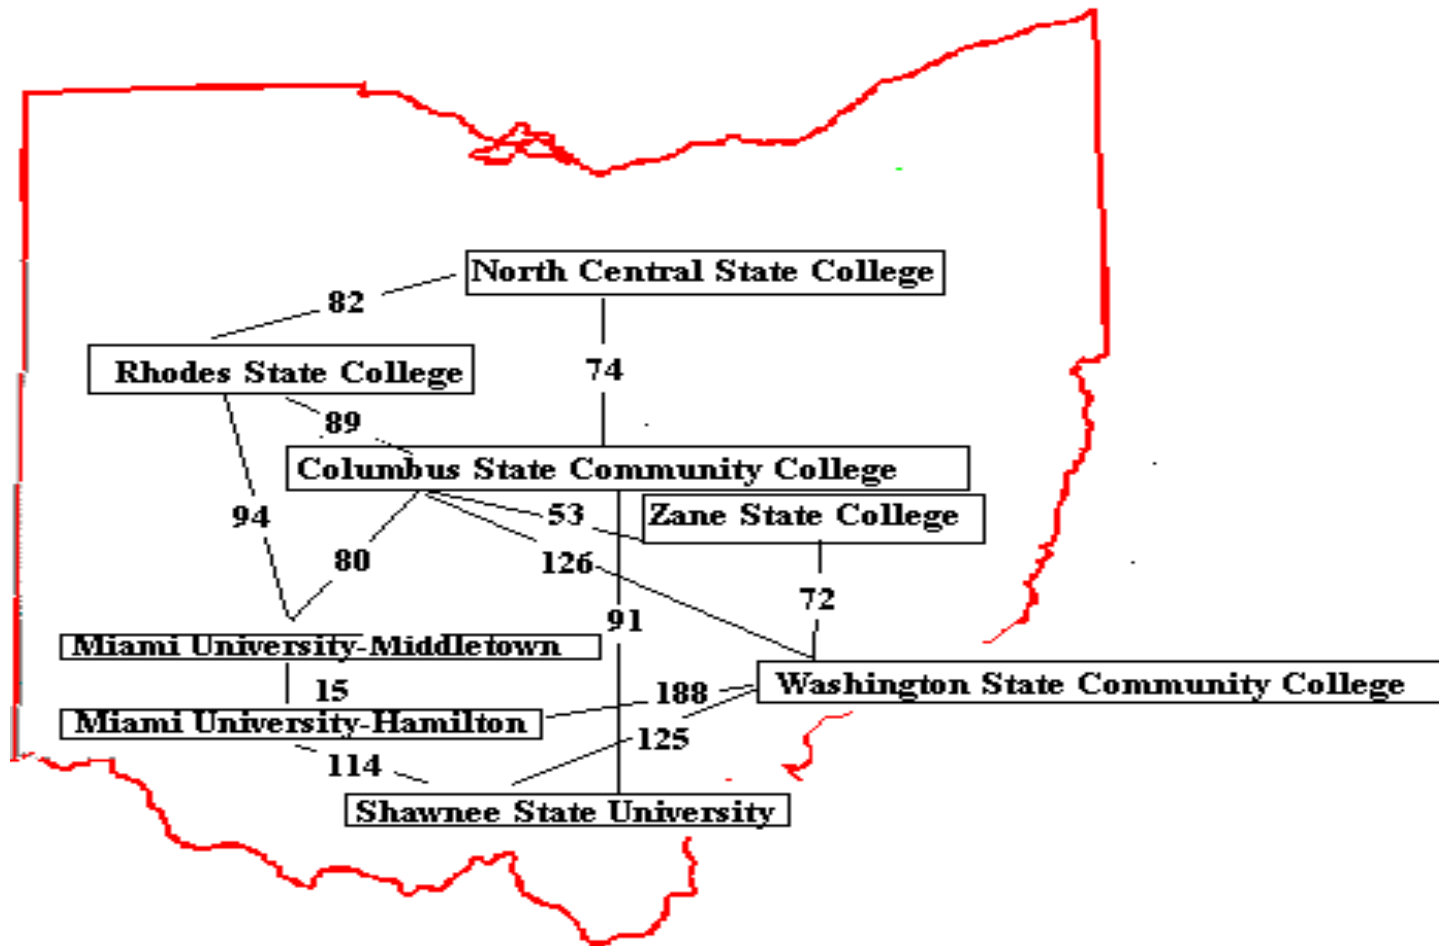 North Central State College
82
Rhodes State College
74
89
Columbus State Community College
94
53
Zane State College
80
126
72
91
Miami University-Middletown
15
188
Washington State Community College
Miami University-Hamilton
125
114
Shawnee State University